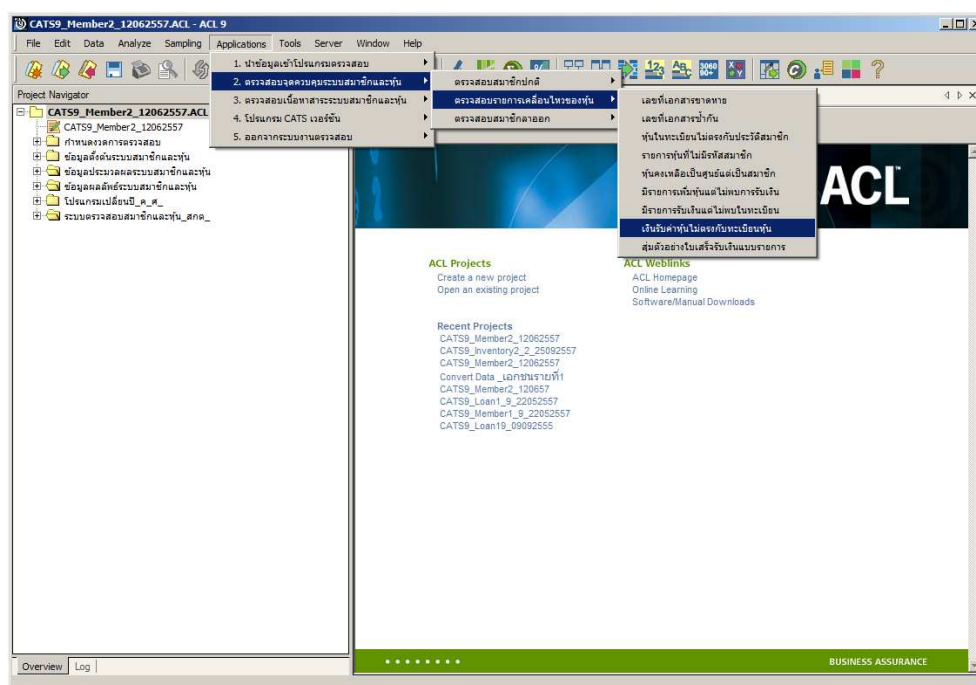 CATS9_Member2_12062557.ACL - ACL 9
File Edit Data Analyze Sampling Applications Tools Server Window Help
1. นำข้อมูลเข้าโปรแกรมตรวจสอบ
2. ตรวจสอบจุดควบคุมระบบสมาชิกและหุ้น
3. ตรวจสอบเนื้อหาสาระระบบสมาชิกและหุ้น
4. โปรแกรม CATS เวอร์ชัน
5. ออกจากระบบงานตรวจสอบ
ตรวจสอบสมาชิกปกติ
ตรวจสอบรายการเคลื่อนไหวของหุ้น
ตรวจสอบสมาชิกลาออก
เลขที่เอกสารขาดหาย
เลขที่เอกสารซ้ำกัน
หุ้นในทะเบียนไม่ตรงกับประวัติสมาชิก
รายการหุ้นที่ไม่มีรหัสสมาชิก
หุ้นคงเหลือเป็นศูนย์แต่เป็นสมาชิก
มีรายการเพิ่มหุ้นแต่ไม่พบการรับเงิน
มีรายการรับเงินแต่ไม่พบในทะเบียน
เงินรับค่าหุ้นไม่ตรงกับทะเบียนหุ้น
สุ่มตัวอย่างใบเสร็จรับเงินแบบรายการ
Project Navigator
CATS9_Member2_12062557.ACL
CATS9_Member2_12062557
กำหนดงวดการตรวจสอบ
ข้อมูลตั้งต้นระบบสมาชิกและหุ้น
ข้อมูลประมวลผลระบบสมาชิกและหุ้น
ข้อมูลผลลัพธ์ระบบสมาชิกและหุ้น
โปรแกรมเปลี่ยนปี_ค_ศ_
ระบบตรวจสอบสมาชิกและหุ้น_สกต_
ACL
ACL Projects
Create a new project
Open an existing project
ACL Weblinks
ACL Homepage
Online Learning
Software/Manual Downloads
Recent Projects
CATS9_Member2_12062557
CATS9_Inventory2_2_25092557
CATS9_Member2_12062557
Convert Data _เอกชนรายที่1
CATS9_Member2_120657
CATS9_Loan1_9_22052557
CATS9_Member1_9_22052557
CATS9_Loan19_09092555
BUSINESS ASSURANCE
Overview Log